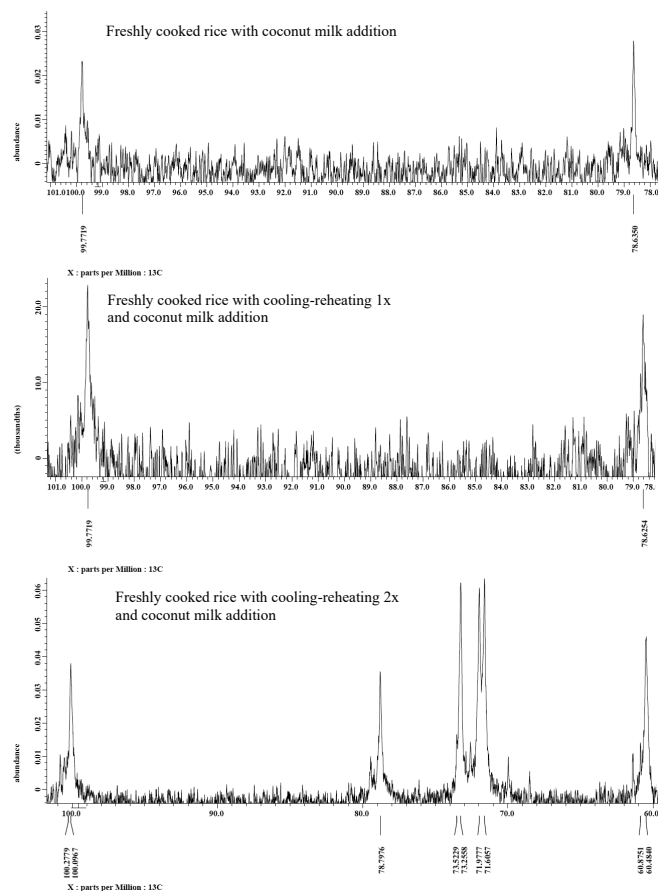 Freshly cooked rice with coconut milk addition
0.03
0.02
0.01
0
abundance
101.0 100.0 99.0 98.0 97.0 96.0 95.0 94.0 93.0 92.0 91.0 90.0 89.0 88.0 87.0 86.0 85.0 84.0 83.0 82.0 81.0 80.0 79.0 78.0
99.7719 78.6350
X : parts per Million : 13C
Freshly cooked rice with cooling-reheating 1x
and coconut milk addition
20.0
10.0
0
(thousandths)
101.0 100.0 99.0 98.0 97.0 96.0 95.0 94.0 93.0 92.0 91.0 90.0 89.0 88.0 87.0 86.0 85.0 84.0 83.0 82.0 81.0 80.0 79.0 78.
99.7719 78.6254
X : parts per Million : 13C
Freshly cooked rice with cooling-reheating 2x
and coconut milk addition
0.06
0.05
0.04
0.03
0.02
0.01
0
abundance
100.0 90.0 80.0 70.0 60.0
100.2779 100.0967 78.7976 73.5229 73.2558 71.9777 71.6057 60.8751 60.4840
X : parts per Million : 13C